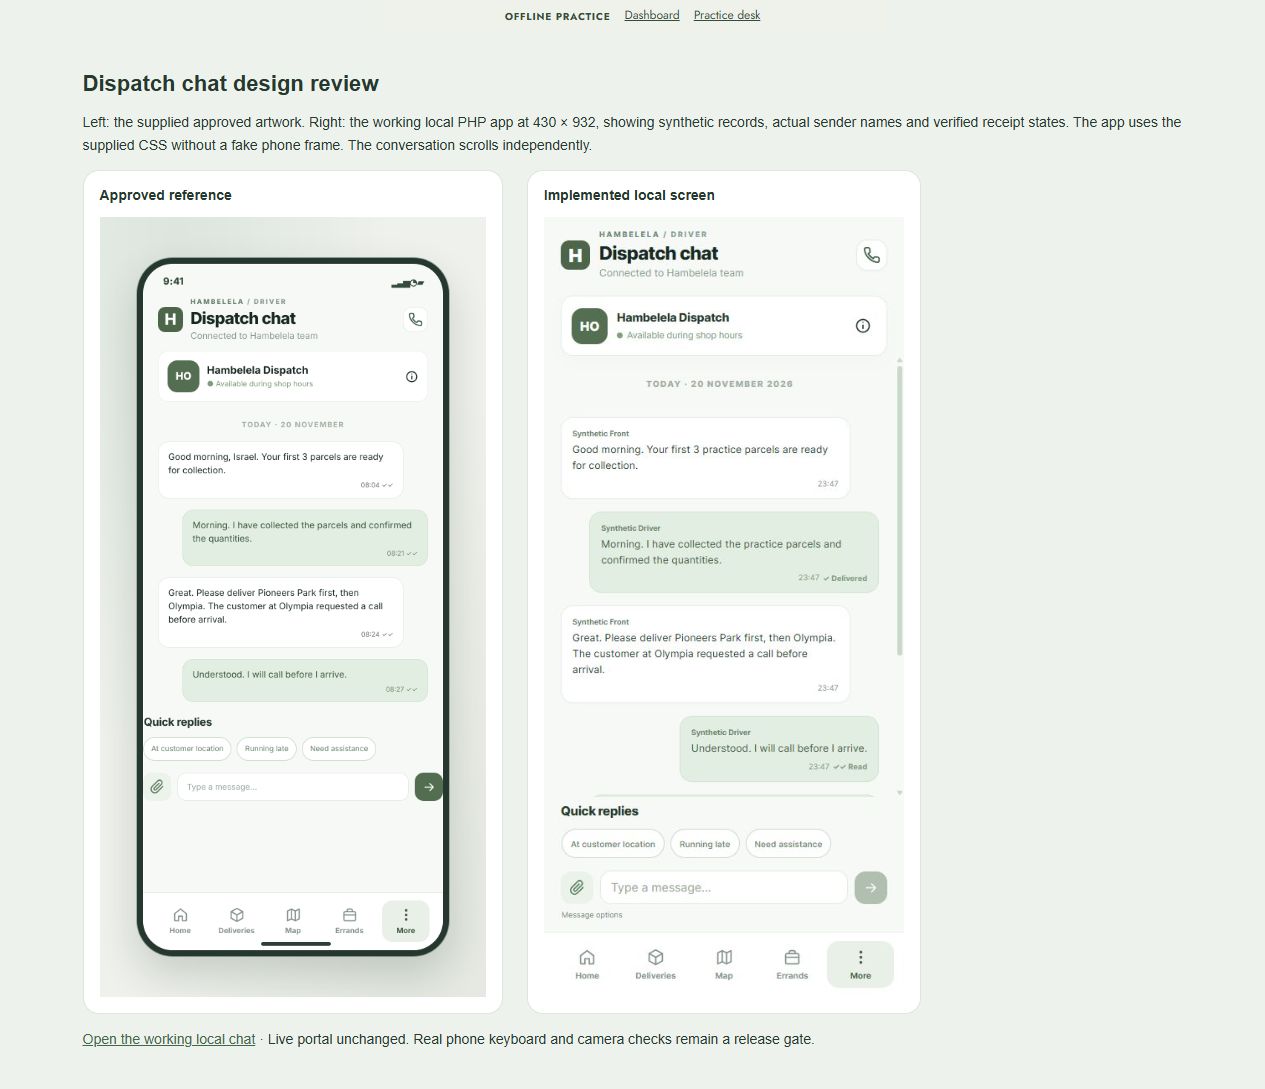 OFFLINE PRACTICE Dashboard Practice desk
Dispatch chat design review
Left: the supplied approved artwork. Right: the working local PHP app at 430 × 932, showing synthetic records, actual sender names and verified receipt states. The app uses the
supplied CSS without a fake phone frame. The conversation scrolls independently.
Approved reference
9:41
HAMBELELA / DRIVER
H
Dispatch chat
Connected to Hambelela team
HO
Hambelela Dispatch
Available during shop hours
TODAY · 20 NOVEMBER
Good morning, Israel. Your first 3 parcels are ready
for collection.
08:04 ✓✓
Morning. I have collected the parcels and confirmed
the quantities.
08:21 ✓✓
Great. Please deliver Pioneers Park first, then
Olympia. The customer at Olympia requested a call
before arrival.
08:24 ✓✓
Understood. I will call before I arrive.
08:27 ✓✓
Quick replies
At customer location Running late Need assistance
Type a message...
Home Deliveries Map Errands More
Implemented local screen
HAMBELELA / DRIVER
H
Dispatch chat
Connected to Hambelela team
HO
Hambelela Dispatch
Available during shop hours
TODAY · 20 NOVEMBER 2026
Synthetic Front
Good morning. Your first 3 practice parcels are ready
for collection.
23:47
Synthetic Driver
Morning. I have collected the practice parcels and
confirmed the quantities.
23:47 ✓ Delivered
Synthetic Front
Great. Please deliver Pioneers Park first, then Olympia.
The customer at Olympia requested a call before
arrival.
23:47
Synthetic Driver
Understood. I will call before I arrive.
23:47 ✓✓ Read
Quick replies
At customer location Running late Need assistance
Type a message...
Message options
Home Deliveries Map Errands More
Open the working local chat · Live portal unchanged. Real phone keyboard and camera checks remain a release gate.